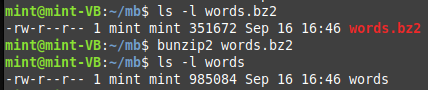 mint@mint-VB:~/mb$ ls -l words.bz2
-rw-r--r-- 1 mint mint 351672 Sep 16 16:46 words.bz2
mint@mint-VB:~/mb$ bunzip2 words.bz2
mint@mint-VB:~/mb$ ls -l words
-rw-r--r-- 1 mint mint 985084 Sep 16 16:46 words